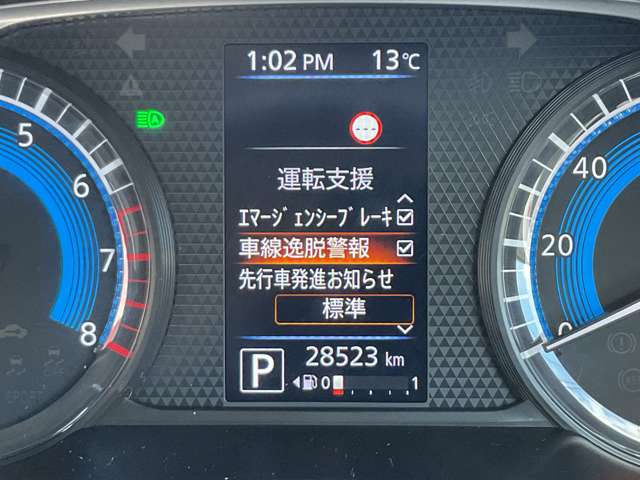 1:02 PM 13℃
運転支援
エマージェンシーブレーキ
車線逸脱警報
先行車発進お知らせ
標準
P 28523 km
0 1
5
6
7
8
40
20
0
A
SPORT